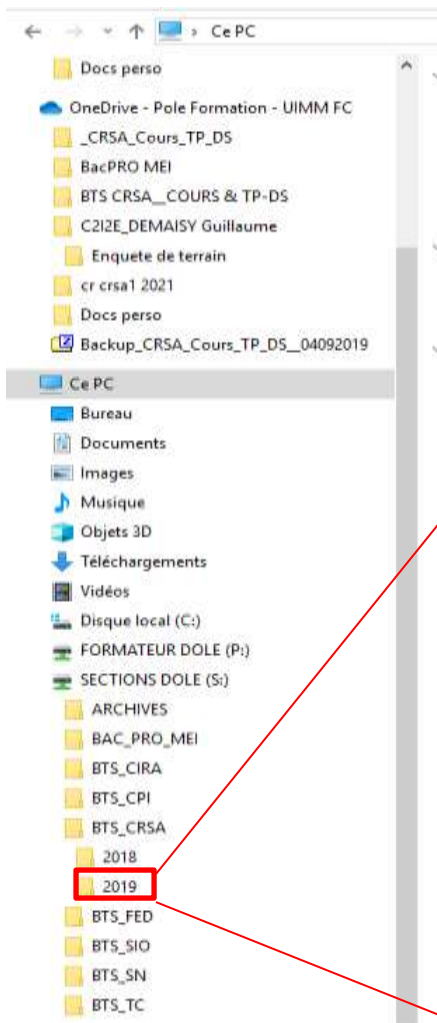 Ce PC
Docs perso
OneDrive - Pole Formation - UIMM FC
_CRSA_Cours_TP_DS
BacPRO MEI
BTS CRSA__COURS & TP-DS
C2I2E_DEMAISY Guillaume
Enquete de terrain
cr crsa1 2021
Docs perso
Backup_CRSA_Cours_TP_DS__04092019
Ce PC
Bureau
Documents
Images
Musique
Objets 3D
Téléchargements
Vidéos
Disque local (C:)
FORMATEUR DOLE (P:)
SECTIONS DOLE (S:)
ARCHIVES
BAC_PRO_MEI
BTS_CIRA
BTS_CPI
BTS_CRSA
2018
2019
BTS_FED
BTS_SIO
BTS_SN
BTS_TC